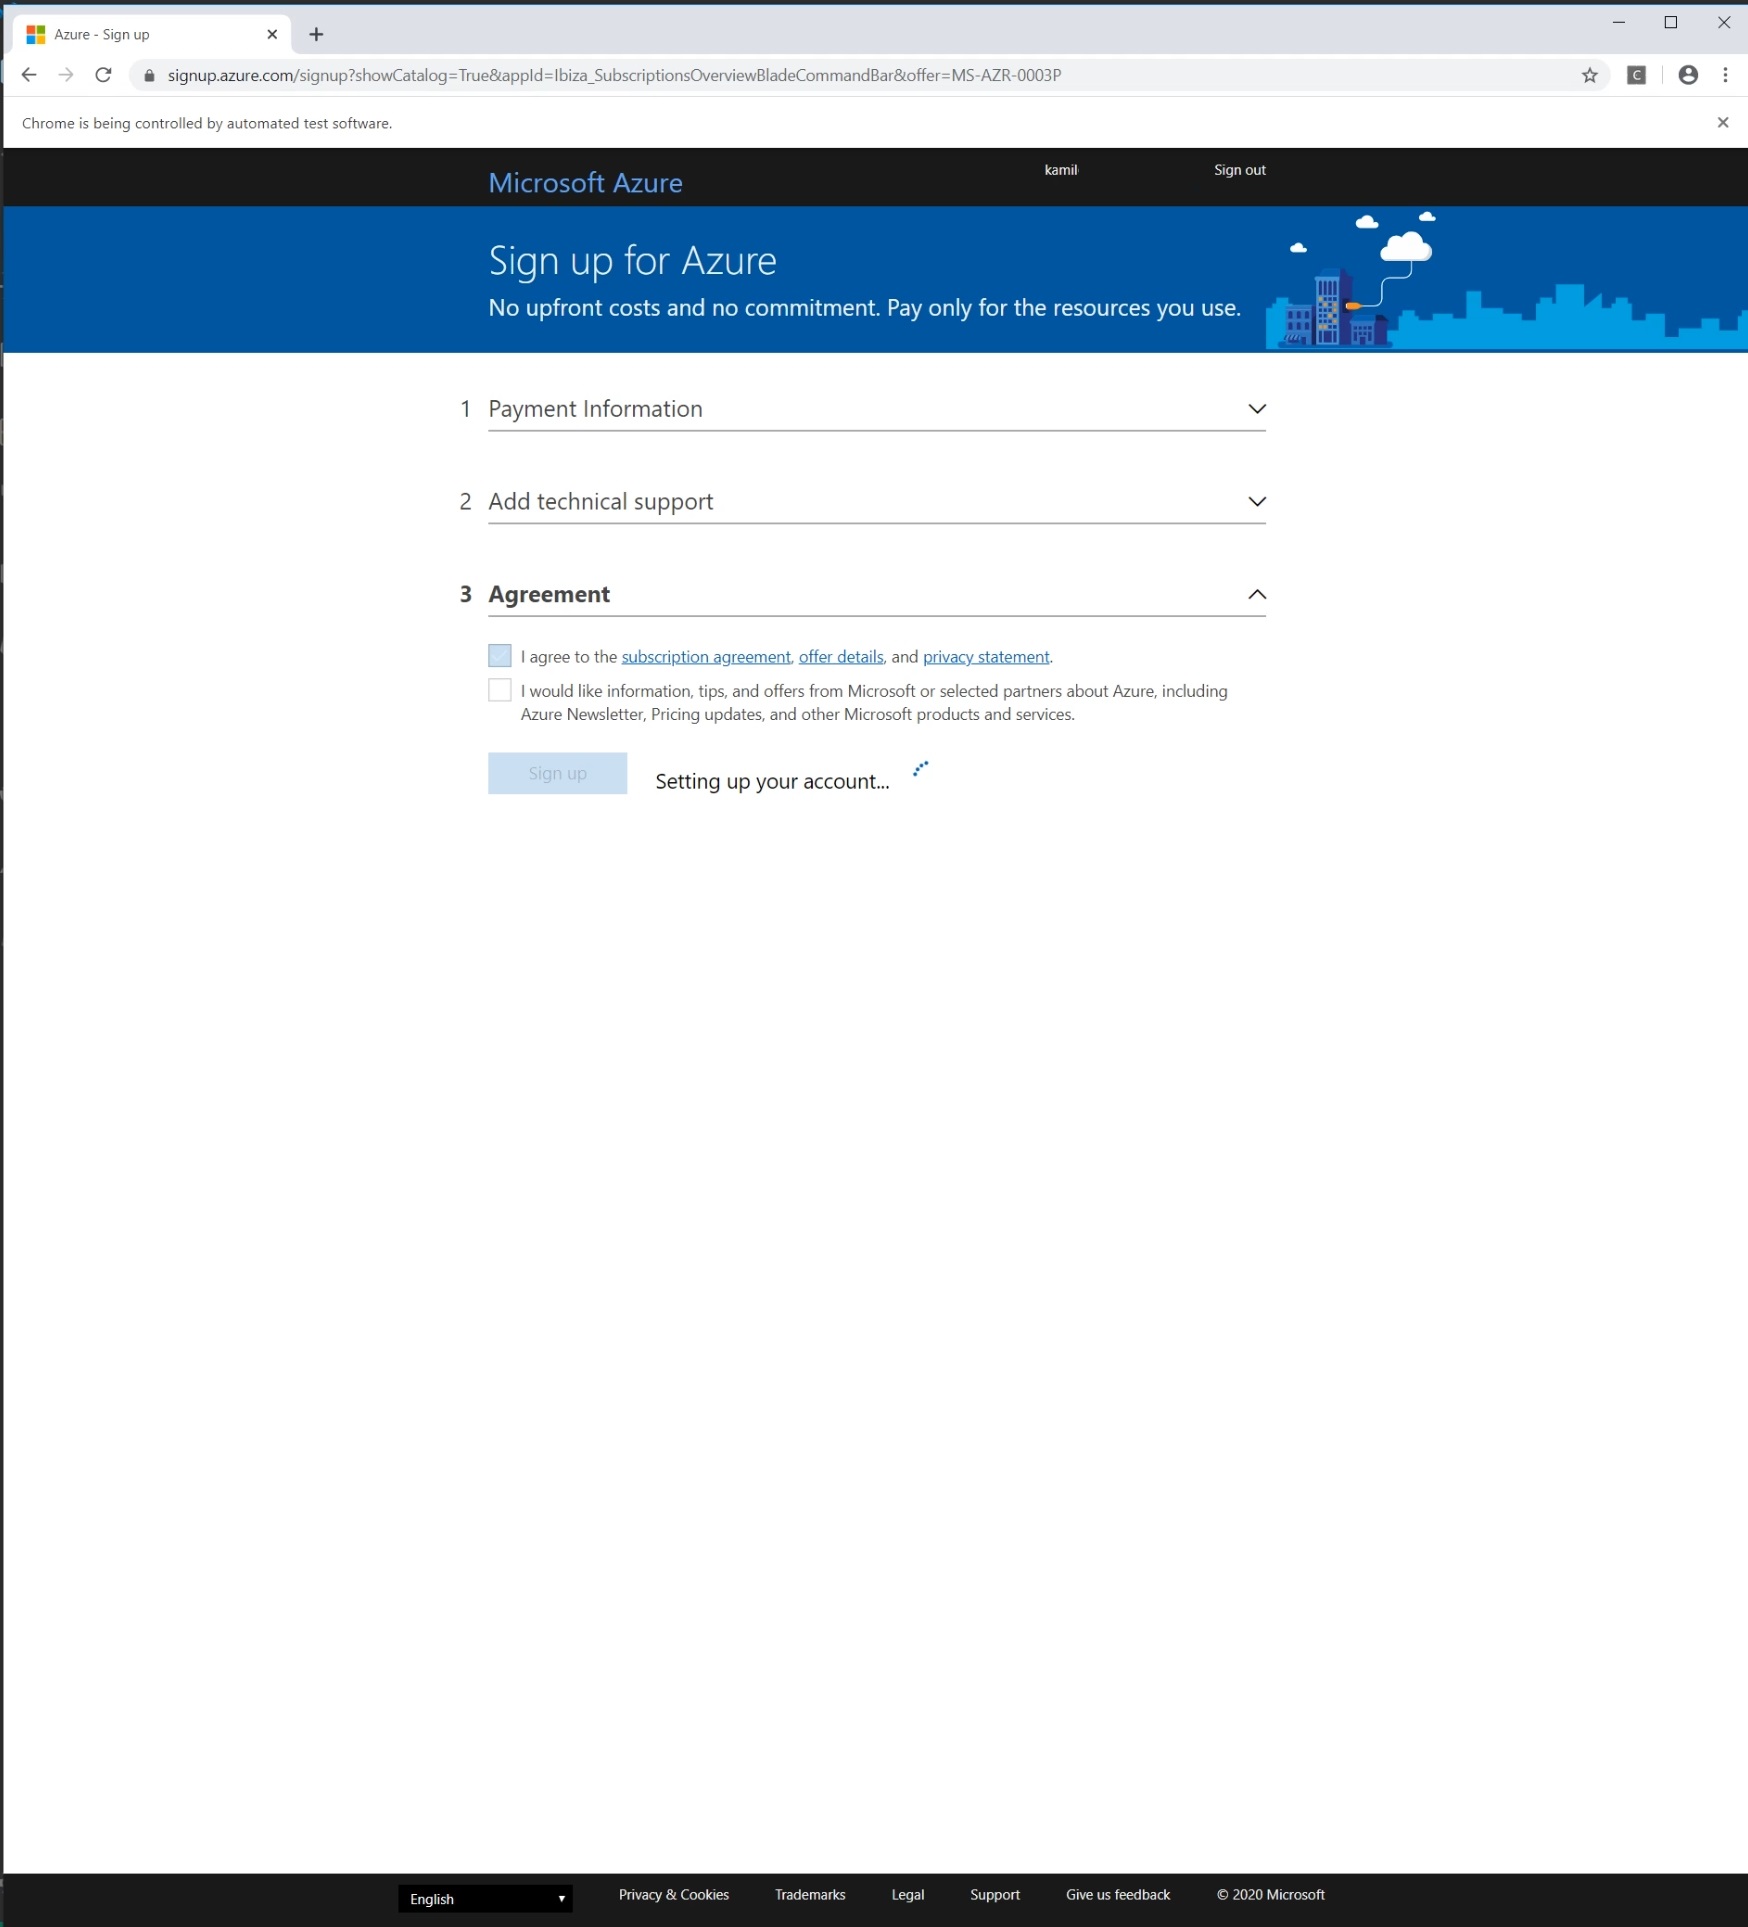 Azure - Sign up
signup.azure.com/signup?showCatalog=True&appId=Ibiza_SubscriptionsOverviewBladeCommandBar&offer=MS-AZR-0003P
C
Chrome is being controlled by automated test software.
Microsoft Azure
kamil
Sign out
Sign up for Azure
No upfront costs and no commitment. Pay only for the resources you use.
1 Payment Information
2 Add technical support
3 Agreement
I agree to the subscription agreement, offer details, and privacy statement.
I would like information, tips, and offers from Microsoft or selected partners about Azure, including
Azure Newsletter, Pricing updates, and other Microsoft products and services.
Sign up
Setting up your account...
English
Privacy & Cookies
Trademarks
Legal
Support
Give us feedback
© 2020 Microsoft